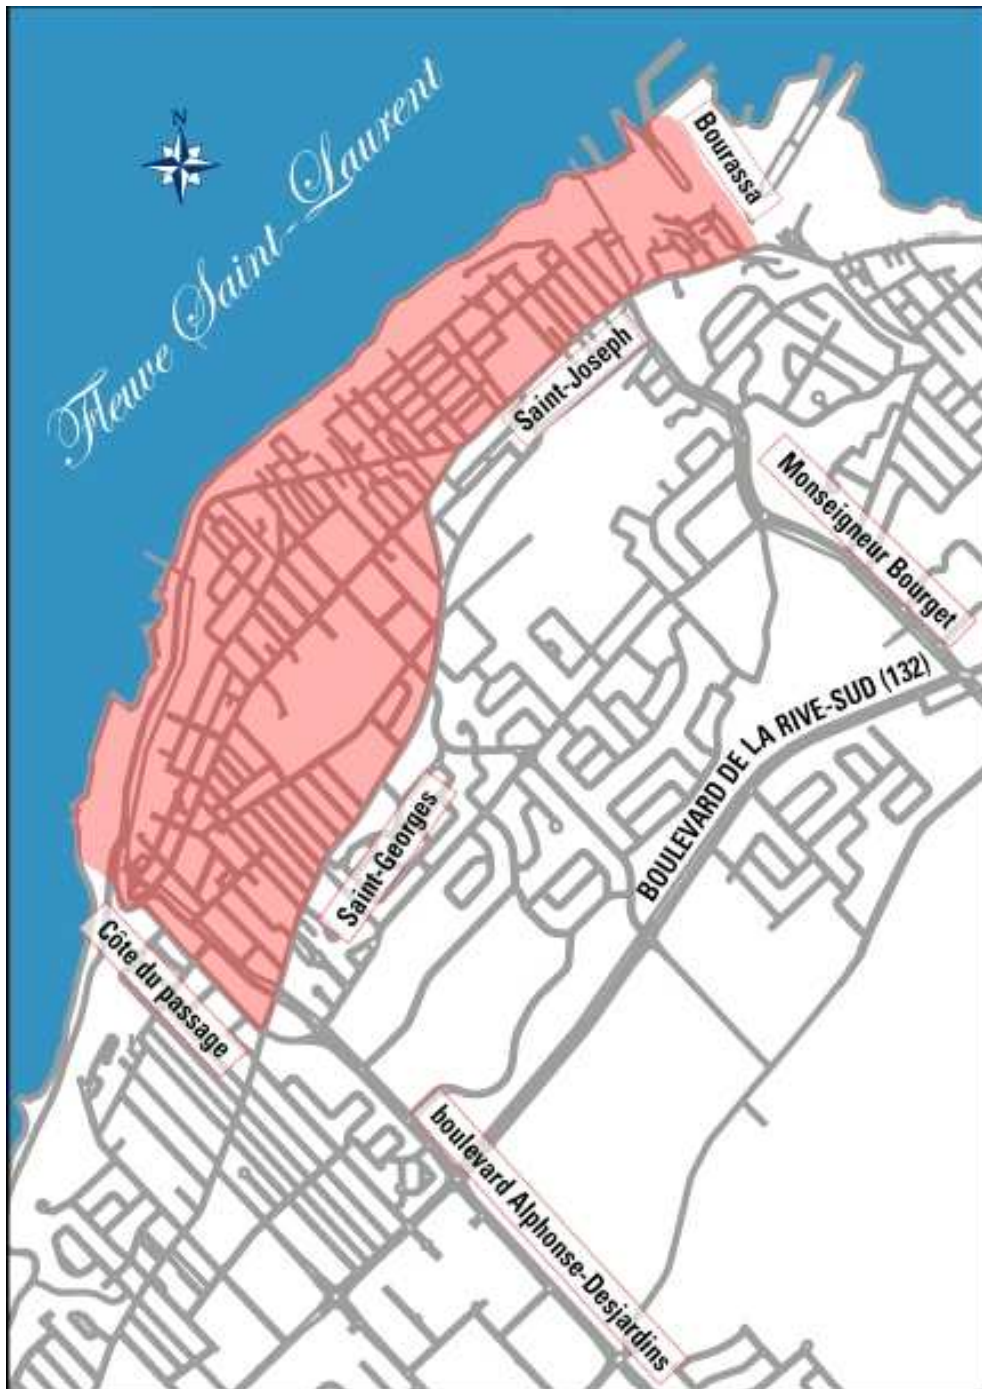 N
Fleuve Saint-Laurent
Bourassa
Saint-Joseph
Monseigneur Bourget
BOULEVARD DE LA RIVE-SUD (132)
Saint-Georges
Côte du passage
boulevard Alphonse-Desjardins